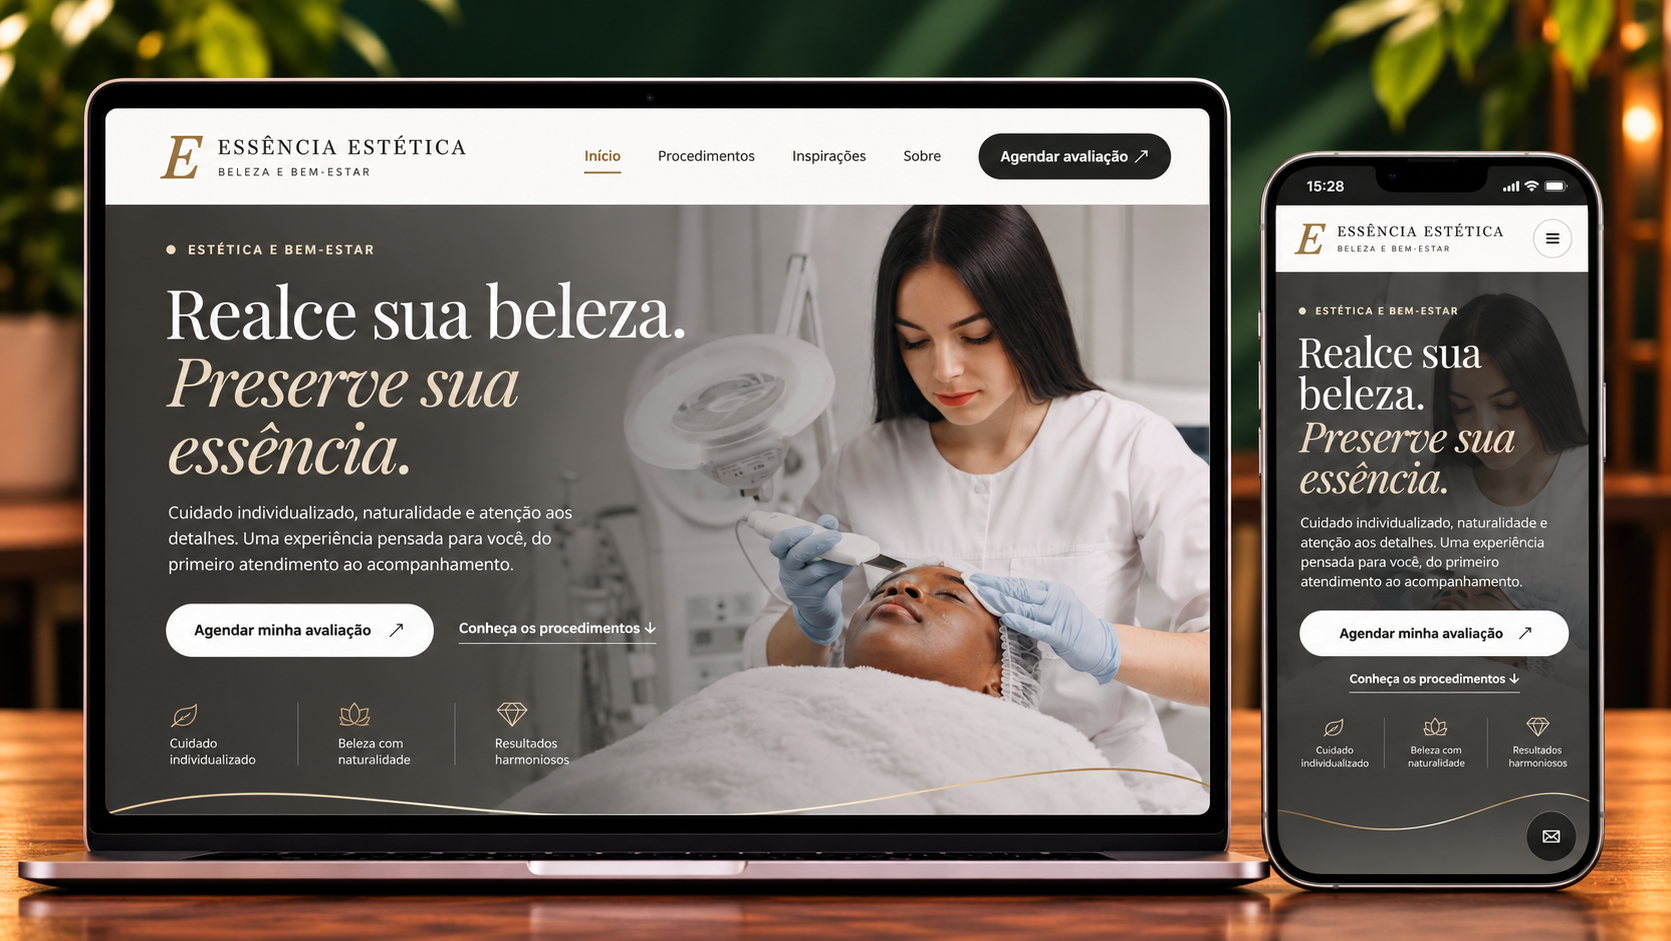 E ESSÊNCIA ESTÉTICA
BELEZA E BEM-ESTAR
Início Procedimentos Inspirações Sobre Agendar avaliação ↗
ESTÉTICA E BEM-ESTAR
Realce sua beleza.
Preserve sua
essência.
Cuidado individualizado, naturalidade e atenção aos
detalhes. Uma experiência pensada para você, do
primeiro atendimento ao acompanhamento.
Agendar minha avaliação ↗
Conheça os procedimentos ↓
Cuidado
individualizado
Beleza com
naturalidade
Resultados
harmoniosos
15:28
E ESSÊNCIA ESTÉTICA
BELEZA E BEM-ESTAR
ESTÉTICA E BEM-ESTAR
Realce sua
beleza.
Preserve sua
essência.
Cuidado individualizado, naturalidade e
atenção aos detalhes. Uma experiência
pensada para você, do primeiro
atendimento ao acompanhamento.
Agendar minha avaliação ↗
Conheça os procedimentos ↓
Cuidado
individualizado
Beleza com
naturalidade
Resultados
harmoniosos